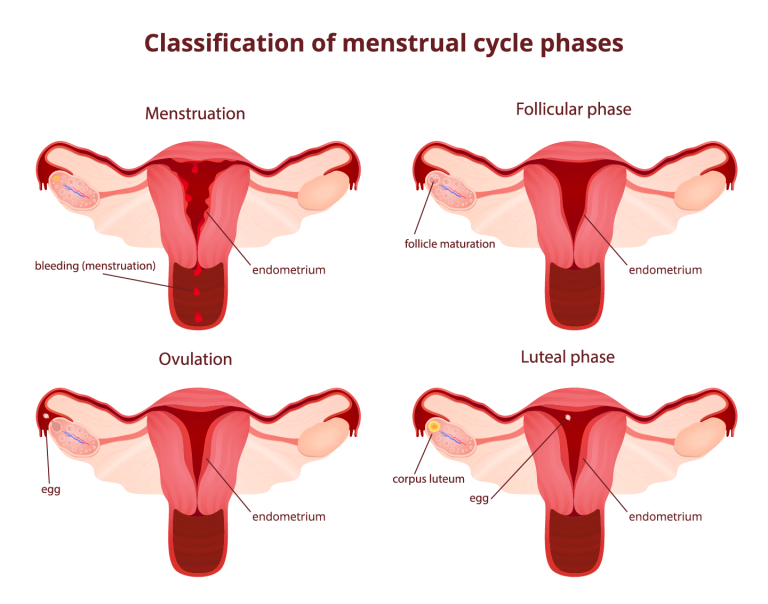 Classification of menstrual cycle phases
Menstruation
Follicular phase
follicle maturation
bleeding (menstruation)
endometrium
endometrium
Ovulation
Luteal phase
egg
corpus luteum
egg
endometrium
endometrium